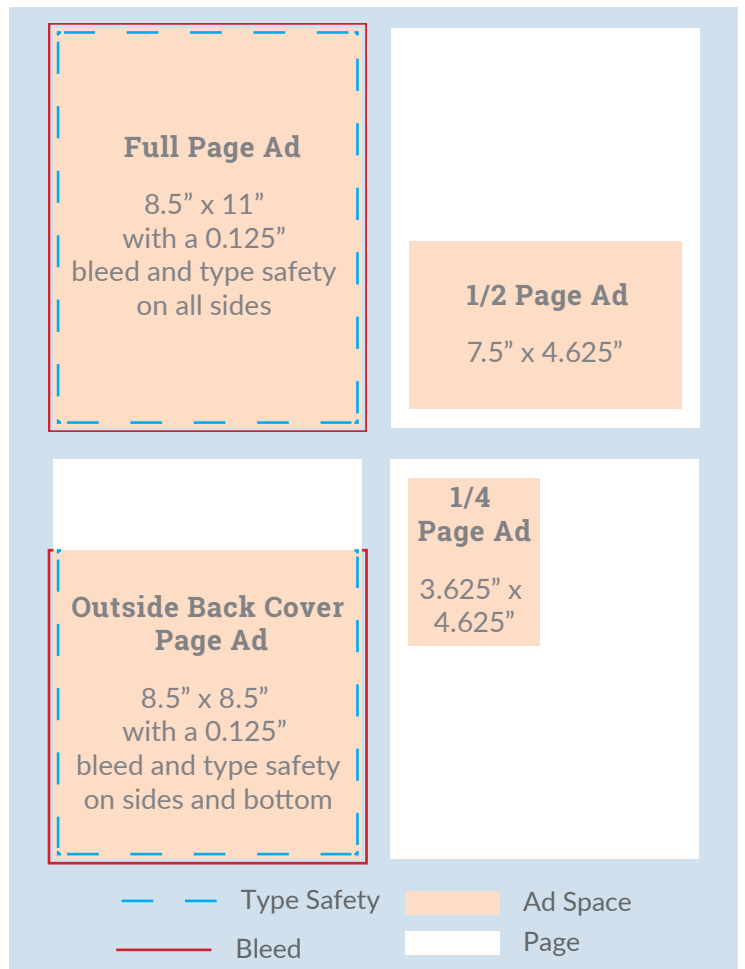 Full Page Ad
8.5” x 11”
with a 0.125”
bleed and type safety
on all sides
1/2 Page Ad
7.5” x 4.625”
Outside Back Cover
Page Ad
8.5” x 8.5”
with a 0.125”
bleed and type safety
on sides and bottom
1/4
Page Ad
3.625” x
4.625”
Type Safety
Ad Space
Bleed
Page